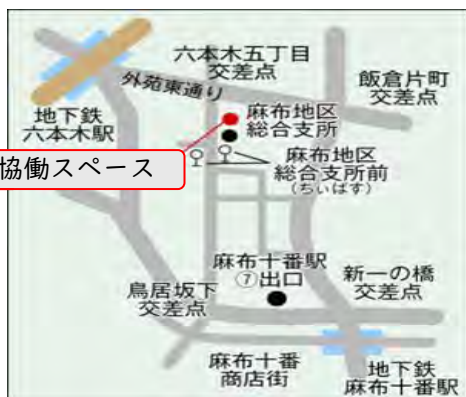 六本木五丁目
交差点
外苑東通り
飯倉片町
交差点
地下鉄
六本木駅
麻布地区
総合支所
協働スペース
麻布地区
総合支所前
(ちぃばす)
麻布十番駅
⑦出口
新一の橋
交差点
鳥居坂下
交差点
麻布十番
商店街
地下鉄
麻布十番駅